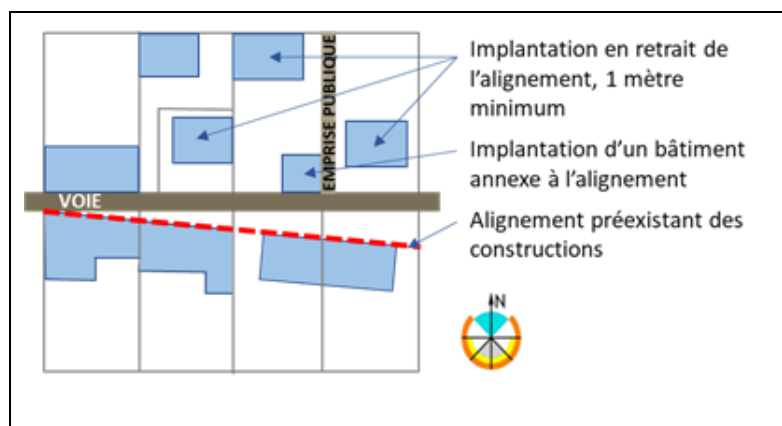 Implantation en retrait de
l'alignement, 1 mètre
minimum
EMPRISE PUBLIQUE
Implantation d'un bâtiment
annexe à l'alignement
VOIE
Alignement préexistant des
constructions
N